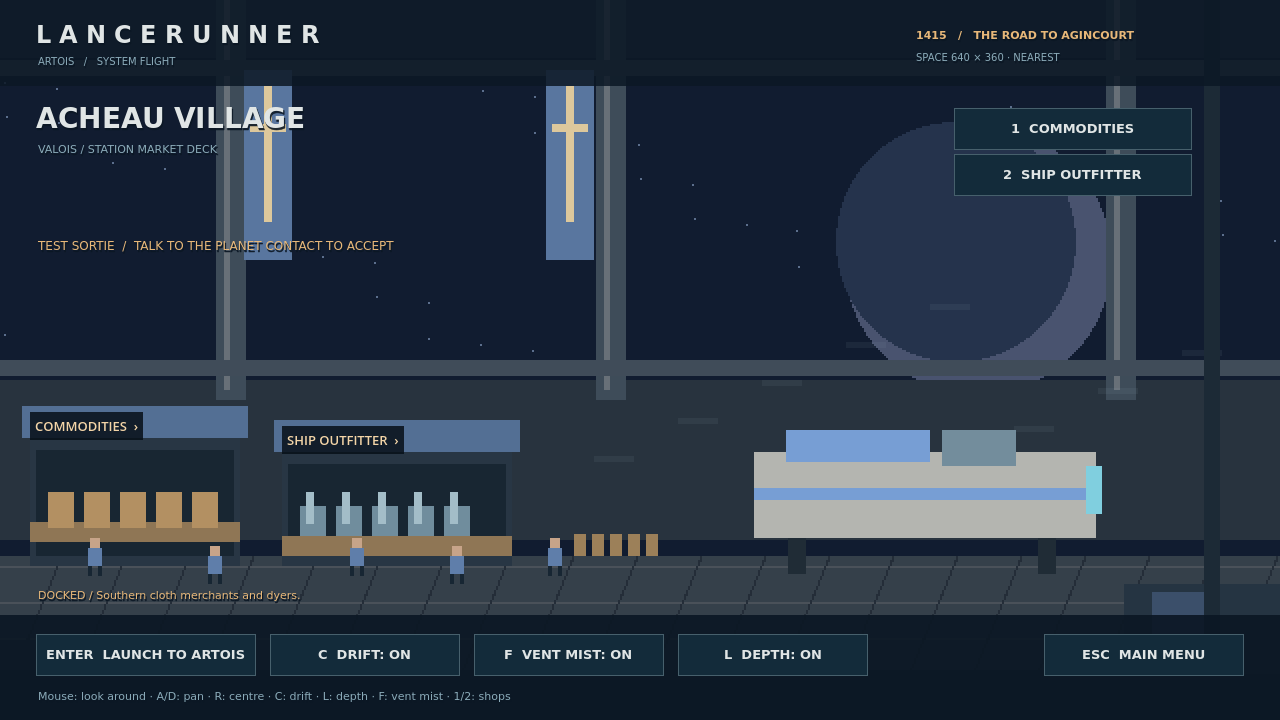 LANCERUNNER
ARTOIS / SYSTEM FLIGHT
1415 / THE ROAD TO AGINCOURT
SPACE 640 × 360 · NEAREST
ACHEAU VILLAGE
VALOIS / STATION MARKET DECK
1 COMMODITIES
2 SHIP OUTFITTER
TEST SORTIE / TALK TO THE PLANET CONTACT TO ACCEPT
COMMODITIES ›
SHIP OUTFITTER ›
DOCKED / Southern cloth merchants and dyers.
ENTER LAUNCH TO ARTOIS
C DRIFT: ON
F VENT MIST: ON
L DEPTH: ON
ESC MAIN MENU
Mouse: look around · A/D: pan · R: centre · C: drift · L: depth · F: vent mist · 1/2: shops